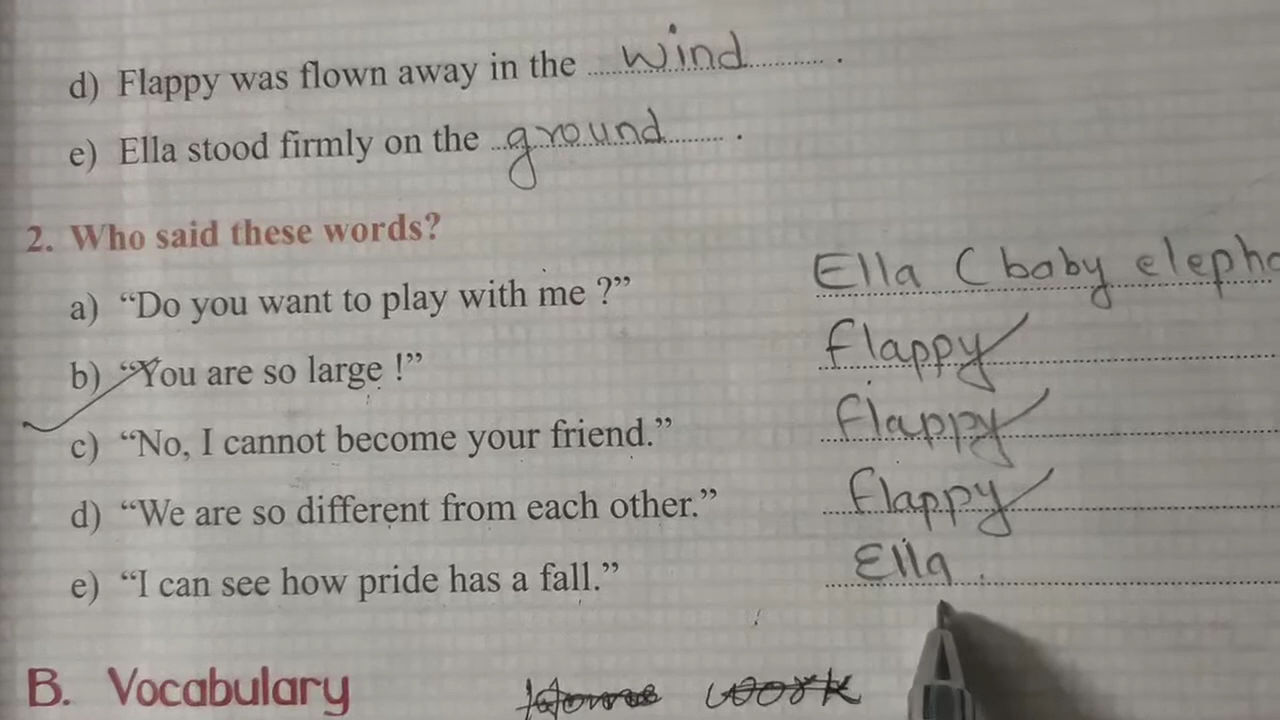 d) Flappy was flown away in the wind.
e) Ella stood firmly on the ground.
2. Who said these words?
a) “Do you want to play with me ?” Ella (baby elepha
b) “You are so large !” flappy
c) “No, I cannot become your friend.” flappy
d) “We are so different from each other.” flappy
e) “I can see how pride has a fall.” Ella.
B. Vocabulary Home work